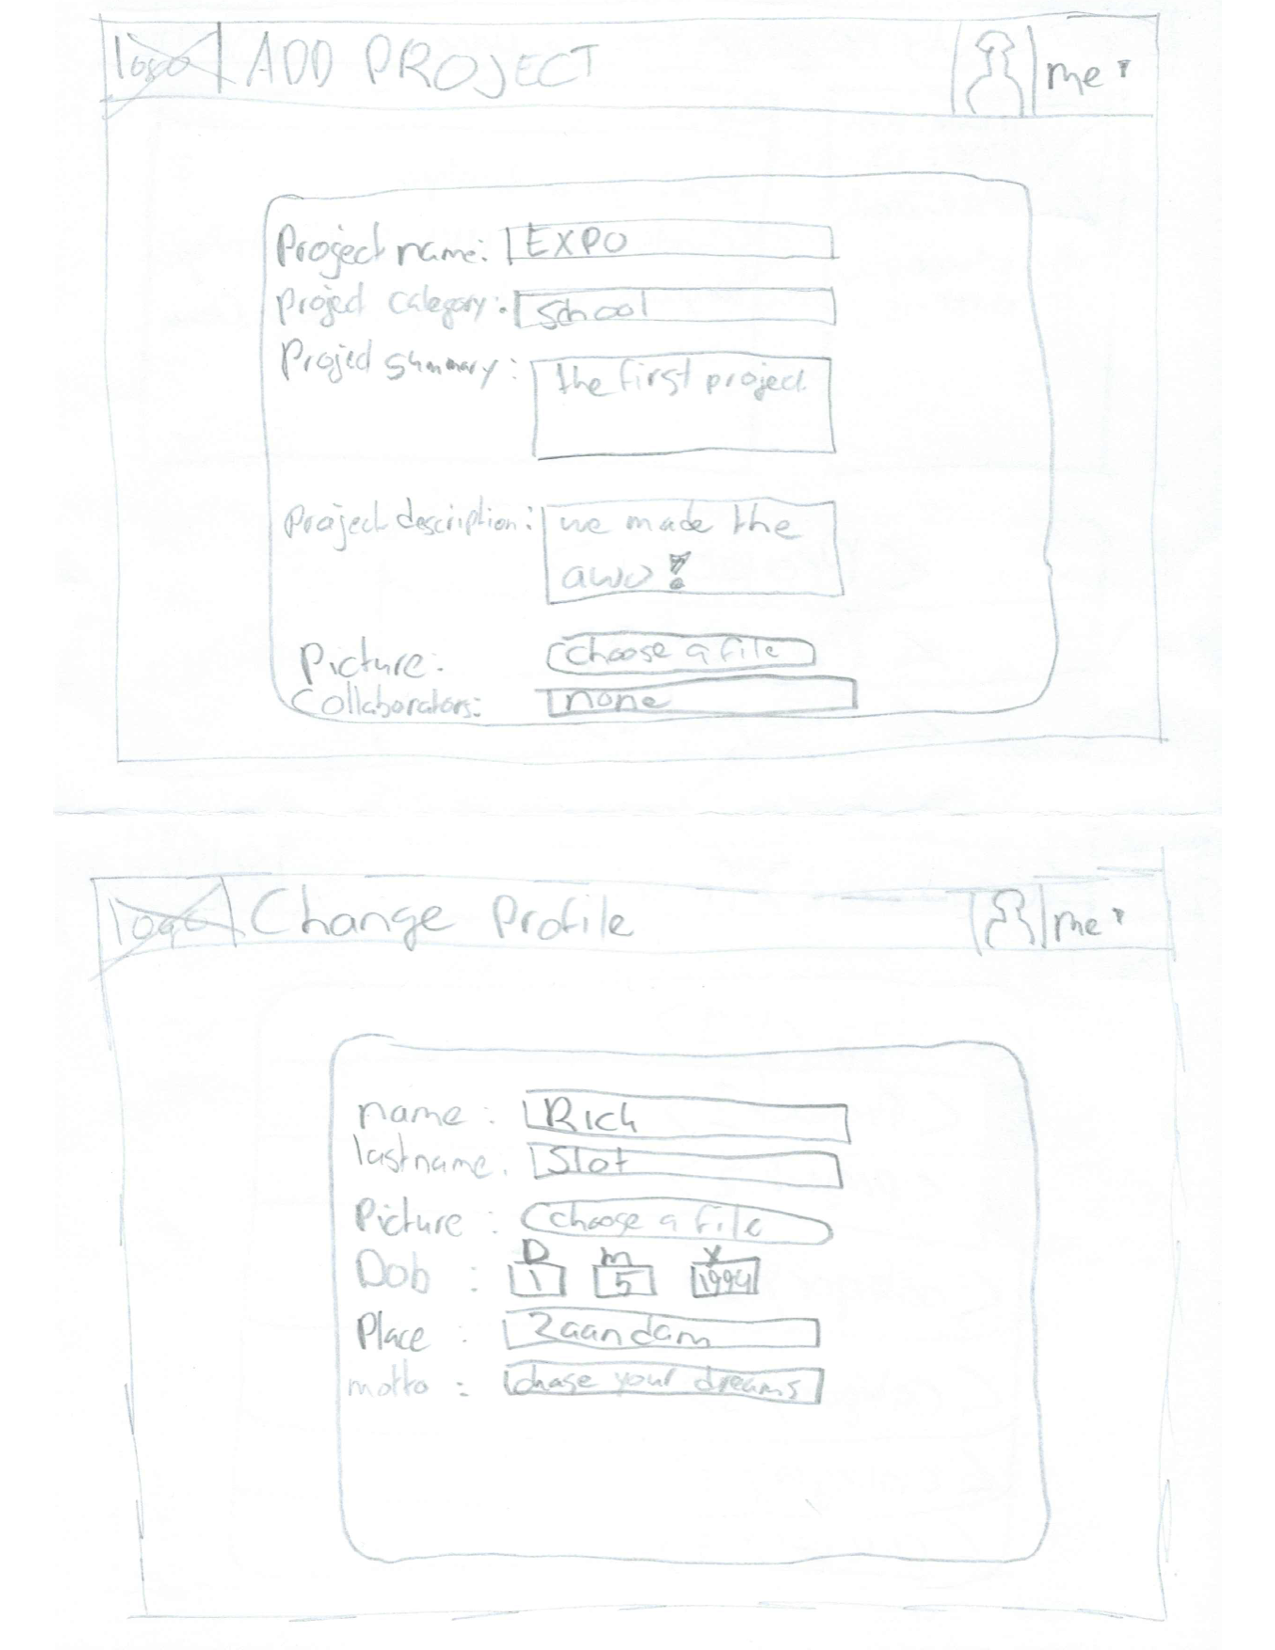 logo ADD PROJECT me
Project name: EXPO
Project category: School
Project summary: the first project
Project description: we made the
awo!
Picture: choose a file
Collaborators: none
logo Change Profile me
name: Rich
lastname: Slot
Picture: choose a file
D m Y
Dob: 1 5 1994
Place: Zaandam
motto: chase your dreams